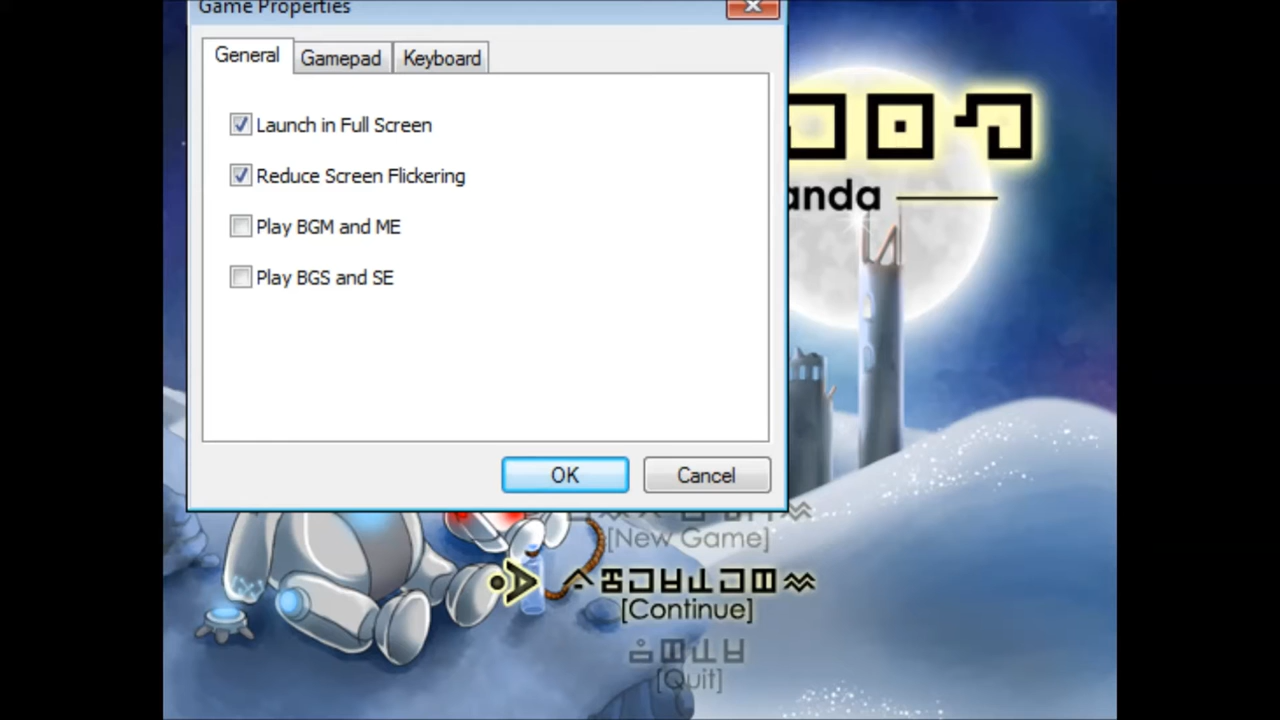 Game Properties
General
Gamepad
Keyboard
Launch in Full Screen
Reduce Screen Flickering
Play BGM and ME
Play BGS and SE
OK
Cancel
[New Game]
[Continue]
[Quit]